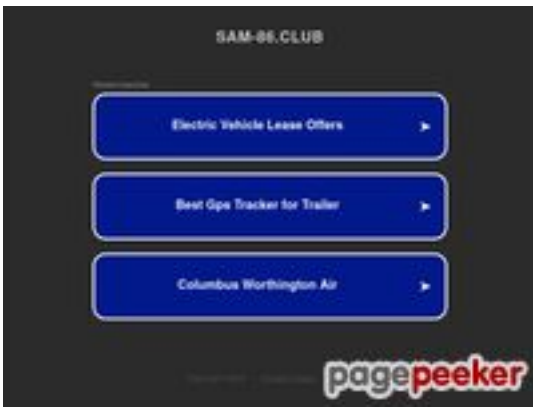 SAM-86.CLUB
Electric Vehicle Lease Offers
Best Gps Tracker for Trailer
Columbus Worthington Air
pagepeeker